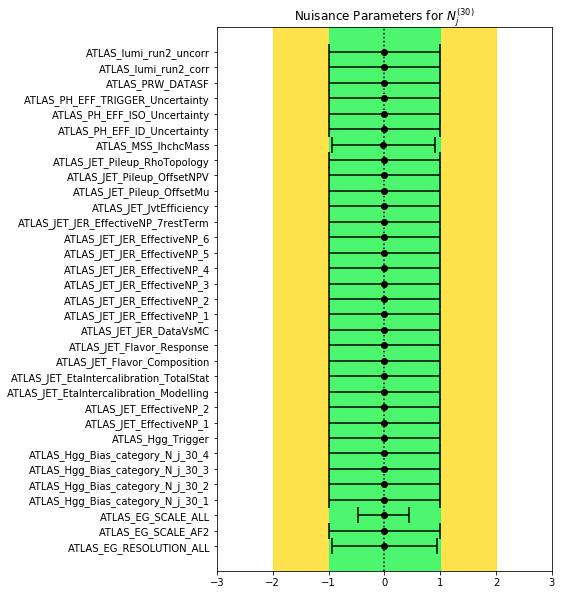 Nuisance Parameters for N_j^(30)
ATLAS_lumi_run2_uncorr
ATLAS_lumi_run2_corr
ATLAS_PRW_DATASF
ATLAS_PH_EFF_TRIGGER_Uncertainty
ATLAS_PH_EFF_ISO_Uncertainty
ATLAS_PH_EFF_ID_Uncertainty
ATLAS_MSS_lhchcMass
ATLAS_JET_Pileup_RhoTopology
ATLAS_JET_Pileup_OffsetNPV
ATLAS_JET_Pileup_OffsetMu
ATLAS_JET_JvtEfficiency
ATLAS_JET_JER_EffectiveNP_7restTerm
ATLAS_JET_JER_EffectiveNP_6
ATLAS_JET_JER_EffectiveNP_5
ATLAS_JET_JER_EffectiveNP_4
ATLAS_JET_JER_EffectiveNP_3
ATLAS_JET_JER_EffectiveNP_2
ATLAS_JET_JER_EffectiveNP_1
ATLAS_JET_JER_DataVsMC
ATLAS_JET_Flavor_Response
ATLAS_JET_Flavor_Composition
ATLAS_JET_EtaIntercalibration_TotalStat
ATLAS_JET_EtaIntercalibration_Modelling
ATLAS_JET_EffectiveNP_2
ATLAS_JET_EffectiveNP_1
ATLAS_Hgg_Trigger
ATLAS_Hgg_Bias_category_N_j_30_4
ATLAS_Hgg_Bias_category_N_j_30_3
ATLAS_Hgg_Bias_category_N_j_30_2
ATLAS_Hgg_Bias_category_N_j_30_1
ATLAS_EG_SCALE_ALL
ATLAS_EG_SCALE_AF2
ATLAS_EG_RESOLUTION_ALL
−3 −2 −1 0 1 2 3